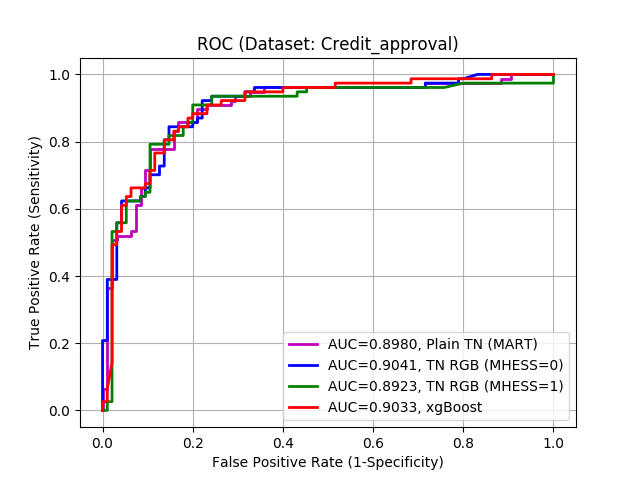 ROC (Dataset: Credit_approval)
True Positive Rate (Sensitivity)
1.0
0.8
0.6
0.4
0.2
0.0
AUC=0.8980, Plain TN (MART)
AUC=0.9041, TN RGB (MHESS=0)
AUC=0.8923, TN RGB (MHESS=1)
AUC=0.9033, xgBoost
0.0 0.2 0.4 0.6 0.8 1.0
False Positive Rate (1-Specificity)